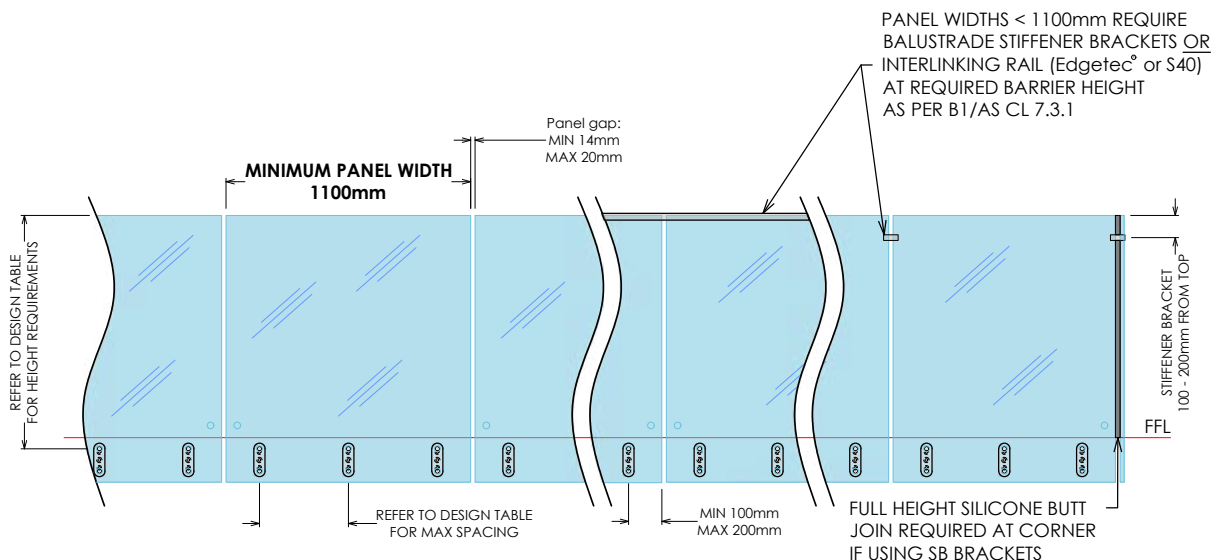 PANEL WIDTHS < 1100mm REQUIRE
BALUSTRADE STIFFENER BRACKETS OR
INTERLINKING RAIL (Edgetec° or S40)
AT REQUIRED BARRIER HEIGHT
AS PER B1/AS CL 7.3.1
Panel gap:
MIN 14mm
MAX 20mm
MINIMUM PANEL WIDTH
1100mm
REFER TO DESIGN TABLE
FOR HEIGHT REQUIREMENTS
STIFFENER BRACKET
100 - 200mm FROM TOP
FFL
REFER TO DESIGN TABLE
FOR MAX SPACING
MIN 100mm
MAX 200mm
FULL HEIGHT SILICONE BUTT
JOIN REQUIRED AT CORNER
IF USING SB BRACKETS